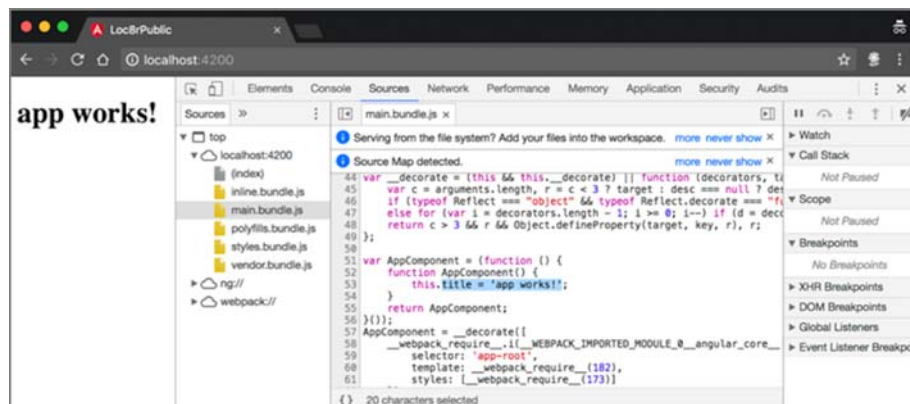 Loc8rPublic
localhost:4200
app works!
Elements Console Sources Network Performance Memory Application Security Audits
Sources
main.bundle.js
top
localhost:4200
(index)
inline.bundle.js
main.bundle.js
polyfills.bundle.js
styles.bundle.js
vendor.bundle.js
ng://
webpack://
Serving from the file system? Add your files into the workspace. more never show
Source Map detected. more never show
44 var __decorate = (this && this.__decorate) || function (decorators, ta
45 var c = arguments.length, r = c < 3 ? target : desc === null ? des
46 if (typeof Reflect === "object" && typeof Reflect.decorate === "fu
47 else for (var i = decorators.length - 1; i >= 0; i--) if (d = deco
48 return c > 3 && r && Object.defineProperty(target, key, r), r;
49 };
50
51 var AppComponent = (function () {
52 function AppComponent() {
53 this.title = 'app works!';
54 }
55 return AppComponent;
56 }());
57 AppComponent = __decorate([
58 __webpack_require__.i(__WEBPACK_IMPORTED_MODULE_0__angular_core__
59 selector: 'app-root',
60 template: __webpack_require__(182),
61 styles: [__webpack_require__(173)]
{} 20 characters selected
Watch
Call Stack
Not Paused
Scope
Not Paused
Breakpoints
No Breakpoints
XHR Breakpoints
DOM Breakpoints
Global Listeners
Event Listener Breakpo